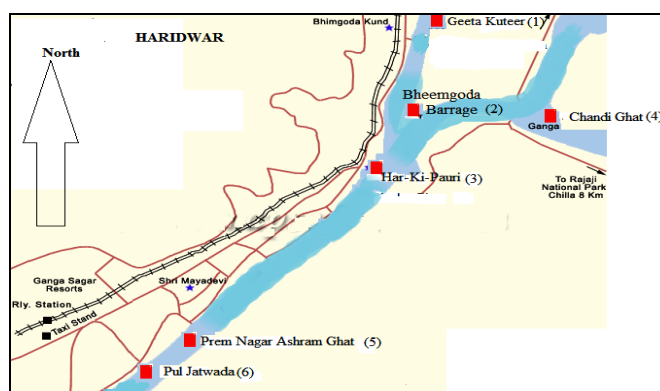 HARIDWAR
Bhimgoda Kund
Geeta Kuteer (1)
North
Bheemgoda
Barrage (2)
Chandi Ghat (4)
Ganga
Har-Ki-Pauri (3)
To Rajaji
National Park
Chilla 8 Km
Ganga Sagar
Resorts
Shri Mayadevi
Rly. Station
Taxi Stand
Prem Nagar Ashram Ghat (5)
Pul Jatwada (6)